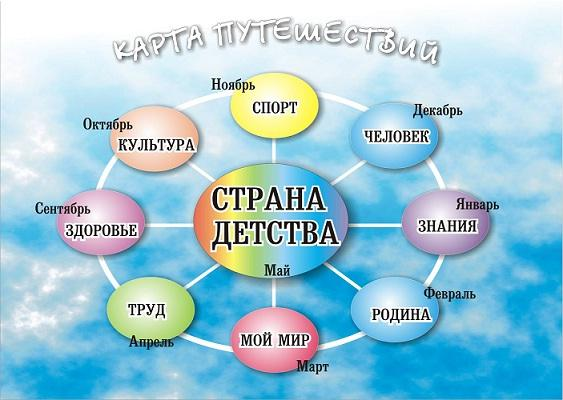 КАРТА ПУТЕШЕСТВИЙ
Ноябрь
СПОРТ
Декабрь
ЧЕЛОВЕК
Октябрь
КУЛЬТУРА
Сентябрь
ЗДОРОВЬЕ
СТРАНА
ДЕТСТВА
Май
Январь
ЗНАНИЯ
ТРУД
Апрель
МОЙ МИР
Март
Февраль
РОДИНА